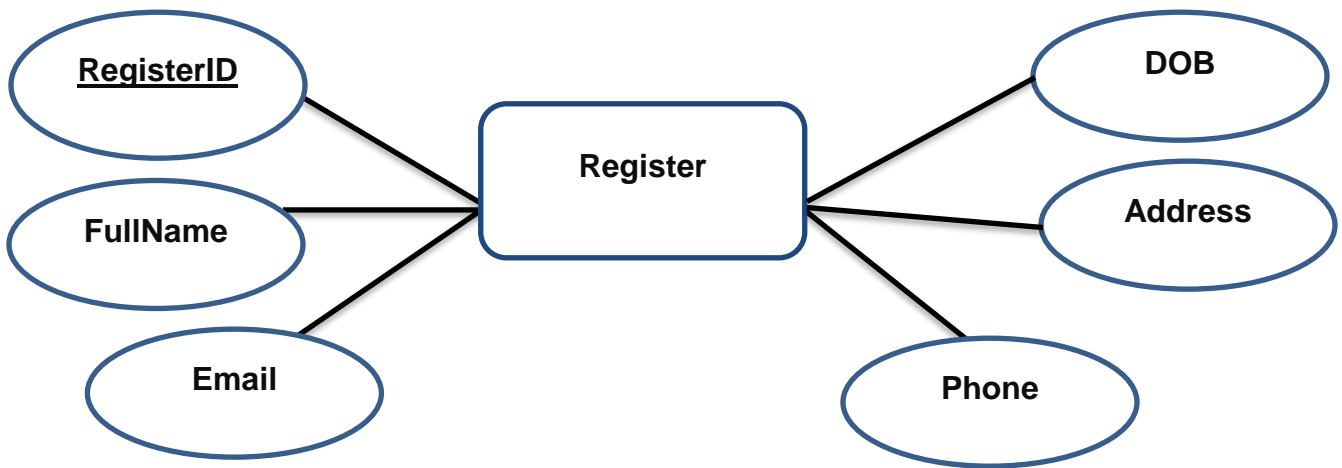 RegisterID
DOB
Register
Address
FullName
Email
Phone